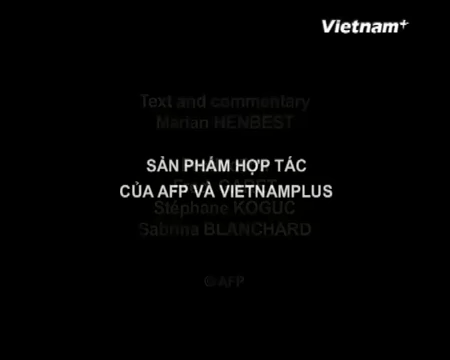 Vietnam+
Text and commentary
Marian HENBEST
SẢN PHẨM HỢP TÁC
CỦA AFP VÀ VIETNAMPLUS
Stéphane KOGUC
Sabrina BLANCHARD
© AFP